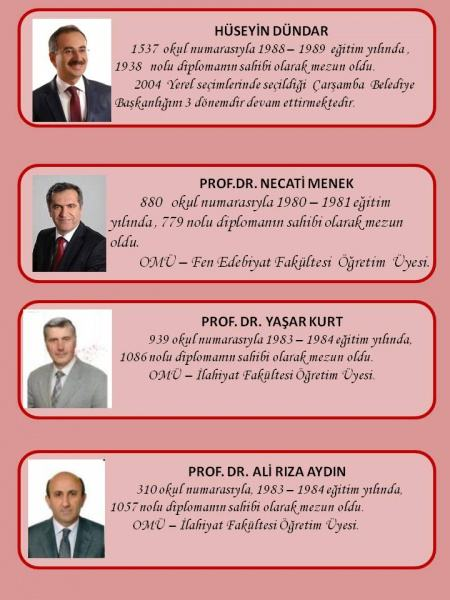 HÜSEYİN DÜNDAR
1537 okul numarasıyla 1988 – 1989 eğitim yılında ,
1938 nolu diplomanın sahibi olarak mezun oldu.
2004 Yerel seçimlerinde seçildiği Çarşamba Belediye
Başkanlığını 3 dönemdir devam ettirmektedir.
PROF.DR. NECATİ MENEK
880 okul numarasıyla 1980 – 1981 eğitim
yılında , 779 nolu diplomanın sahibi olarak mezun
oldu.
OMÜ – Fen Edebiyat Fakültesi Öğretim Üyesi.
PROF. DR. YAŞAR KURT
939 okul numarasıyla 1983 – 1984 eğitim yılında,
1086 nolu diplomanın sahibi olarak mezun oldu.
OMÜ – İlahiyat Fakültesi Öğretim Üyesi.
PROF. DR. ALİ RIZA AYDIN
310 okul numarasıyla, 1983 – 1984 eğitim yılında,
1057 nolu diplomanın sahibi olarak mezun oldu.
OMÜ – İlahiyat Fakültesi Öğretim Üyesi.